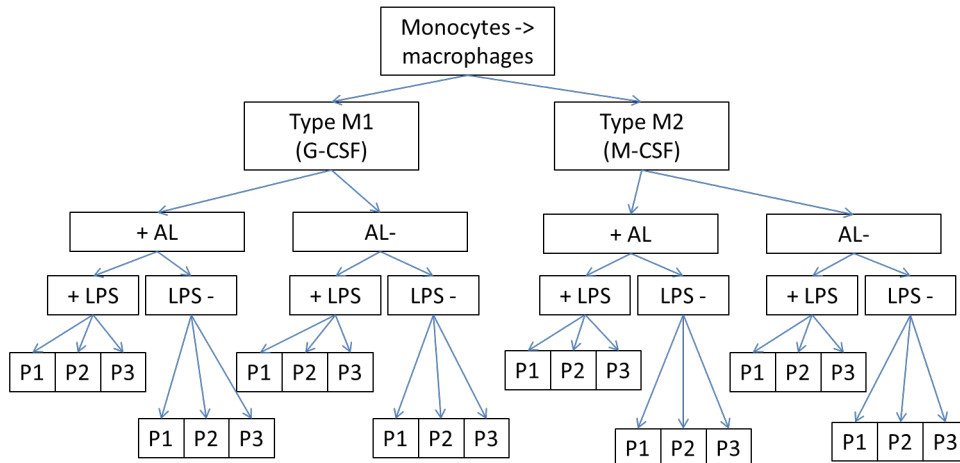 Monocytes ->
macrophages
Type M1
(G-CSF)
Type M2
(M-CSF)
+ AL
AL-
+ AL
AL-
+ LPS
LPS -
+ LPS
LPS -
+ LPS
LPS -
+ LPS
LPS -
P1 P2 P3
P1 P2 P3
P1 P2 P3
P1 P2 P3
P1 P2 P3
P1 P2 P3
P1 P2 P3
P1 P2 P3